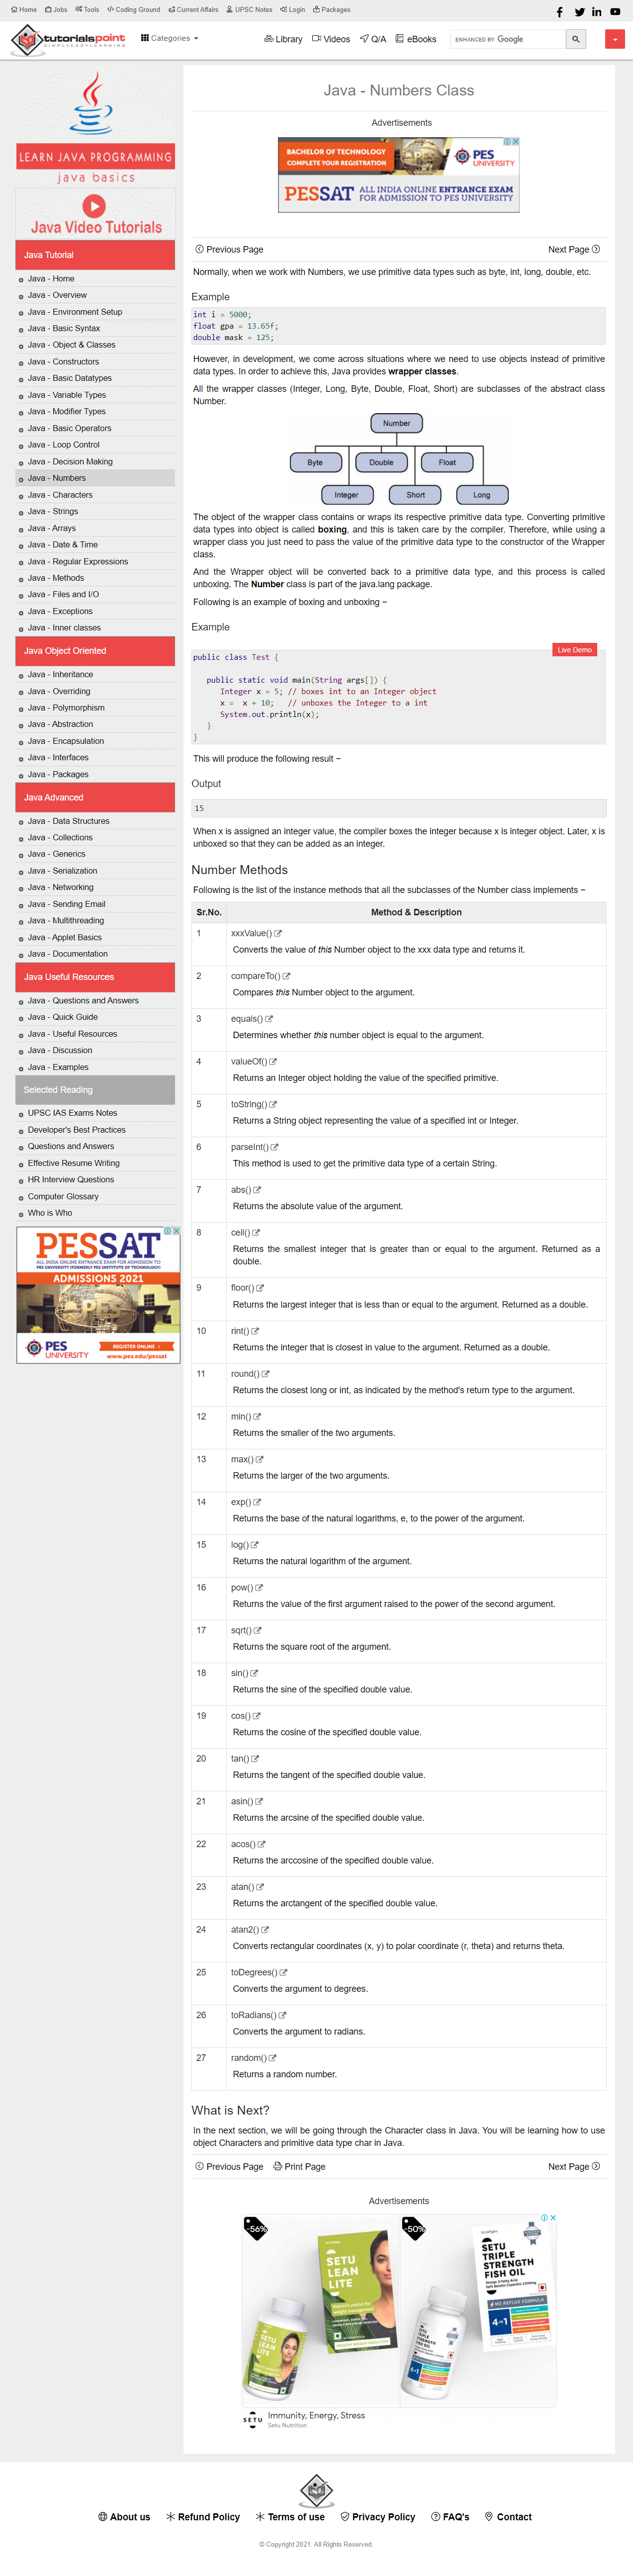 Home Jobs Tools Coding Ground Current Affairs UPSC Notes Login Packages
tutorialspoint
SIMPLYEASYLEARNING
Categories
Library Videos Q/A eBooks
ENHANCED BY Google
Java
LEARN JAVA PROGRAMMING
java basics
Java Video Tutorials
Java Tutorial
Java - Home
Java - Overview
Java - Environment Setup
Java - Basic Syntax
Java - Object & Classes
Java - Constructors
Java - Basic Datatypes
Java - Variable Types
Java - Modifier Types
Java - Basic Operators
Java - Loop Control
Java - Decision Making
Java - Numbers
Java - Characters
Java - Strings
Java - Arrays
Java - Date & Time
Java - Regular Expressions
Java - Methods
Java - Files and I/O
Java - Exceptions
Java - Inner classes
Java Object Oriented
Java - Inheritance
Java - Overriding
Java - Polymorphism
Java - Abstraction
Java - Encapsulation
Java - Interfaces
Java - Packages
Java Advanced
Java - Data Structures
Java - Collections
Java - Generics
Java - Serialization
Java - Networking
Java - Sending Email
Java - Multithreading
Java - Applet Basics
Java - Documentation
Java Useful Resources
Java - Questions and Answers
Java - Quick Guide
Java - Useful Resources
Java - Discussion
Java - Examples
Selected Reading
UPSC IAS Exams Notes
Developer's Best Practices
Questions and Answers
Effective Resume Writing
HR Interview Questions
Computer Glossary
Who is Who
PESSAT
ALL INDIA ONLINE ENTRANCE EXAM FOR ADMISSION TO
PES UNIVERSITY (FORMERLY PES INSTITUTE OF TECHNOLOGY)
ADMISSIONS 2021
PES
UNIVERSITY
REGISTER ONLINE
www.pes.edu/pessat
Java - Numbers Class
Advertisements
BACHELOR OF TECHNOLOGY
COMPLETE YOUR REGISTRATION
PES
UNIVERSITY
PESSAT
ALL INDIA ONLINE ENTRANCE EXAM
FOR ADMISSION TO PES UNIVERSITY
Previous Page Next Page
Normally, when we work with Numbers, we use primitive data types such as byte, int, long, double, etc.
Example
int i = 5000;
float gpa = 13.65f;
double mask = 125;
However, in development, we come across situations where we need to use objects instead of primitive
data types. In order to achieve this, Java provides wrapper classes.
All the wrapper classes (Integer, Long, Byte, Double, Float, Short) are subclasses of the abstract class
Number.
Number
Byte Double Float
Integer Short Long
The object of the wrapper class contains or wraps its respective primitive data type. Converting primitive
data types into object is called boxing, and this is taken care by the compiler. Therefore, while using a
wrapper class you just need to pass the value of the primitive data type to the constructor of the Wrapper
class.
And the Wrapper object will be converted back to a primitive data type, and this process is called
unboxing. The Number class is part of the java.lang package.
Following is an example of boxing and unboxing −
Example
Live Demo
public class Test {
public static void main(String args[]) {
Integer x = 5; // boxes int to an Integer object
x = x + 10; // unboxes the Integer to a int
System.out.println(x);
}
}
This will produce the following result −
Output
15
When x is assigned an integer value, the compiler boxes the integer because x is integer object. Later, x is
unboxed so that they can be added as an integer.
Number Methods
Following is the list of the instance methods that all the subclasses of the Number class implements −
Sr.No. Method & Description
1 xxxValue()
Converts the value of this Number object to the xxx data type and returns it.
2 compareTo()
Compares this Number object to the argument.
3 equals()
Determines whether this number object is equal to the argument.
4 valueOf()
Returns an Integer object holding the value of the specified primitive.
5 toString()
Returns a String object representing the value of a specified int or Integer.
6 parseInt()
This method is used to get the primitive data type of a certain String.
7 abs()
Returns the absolute value of the argument.
8 ceil()
Returns the smallest integer that is greater than or equal to the argument. Returned as a
double.
9 floor()
Returns the largest integer that is less than or equal to the argument. Returned as a double.
10 rint()
Returns the integer that is closest in value to the argument. Returned as a double.
11 round()
Returns the closest long or int, as indicated by the method's return type to the argument.
12 min()
Returns the smaller of the two arguments.
13 max()
Returns the larger of the two arguments.
14 exp()
Returns the base of the natural logarithms, e, to the power of the argument.
15 log()
Returns the natural logarithm of the argument.
16 pow()
Returns the value of the first argument raised to the power of the second argument.
17 sqrt()
Returns the square root of the argument.
18 sin()
Returns the sine of the specified double value.
19 cos()
Returns the cosine of the specified double value.
20 tan()
Returns the tangent of the specified double value.
21 asin()
Returns the arcsine of the specified double value.
22 acos()
Returns the arccosine of the specified double value.
23 atan()
Returns the arctangent of the specified double value.
24 atan2()
Converts rectangular coordinates (x, y) to polar coordinate (r, theta) and returns theta.
25 toDegrees()
Converts the argument to degrees.
26 toRadians()
Converts the argument to radians.
27 random()
Returns a random number.
What is Next?
In the next section, we will be going through the Character class in Java. You will be learning how to use
object Characters and primitive data type char in Java.
Previous Page Print Page Next Page
Advertisements
-56%
SETU
LEAN
LITE
SETU
LEAN
LITE
-50%
SETU
TRIPLE
STRENGTH
FISH OIL
NO REFLUX FORMULA
4-in-1
SETU
TRIPLE
STRENGTH
FISH OIL
4-in-1
SETU
Immunity, Energy, Stress
Setu Nutrition
About us Refund Policy Terms of use Privacy Policy FAQ's Contact
© Copyright 2021. All Rights Reserved.